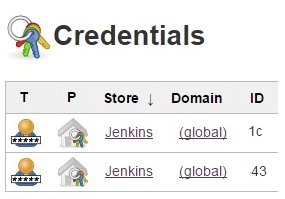 Credentials
T P Store ↓ Domain ID
***** Jenkins (global) 1c
***** Jenkins (global) 43